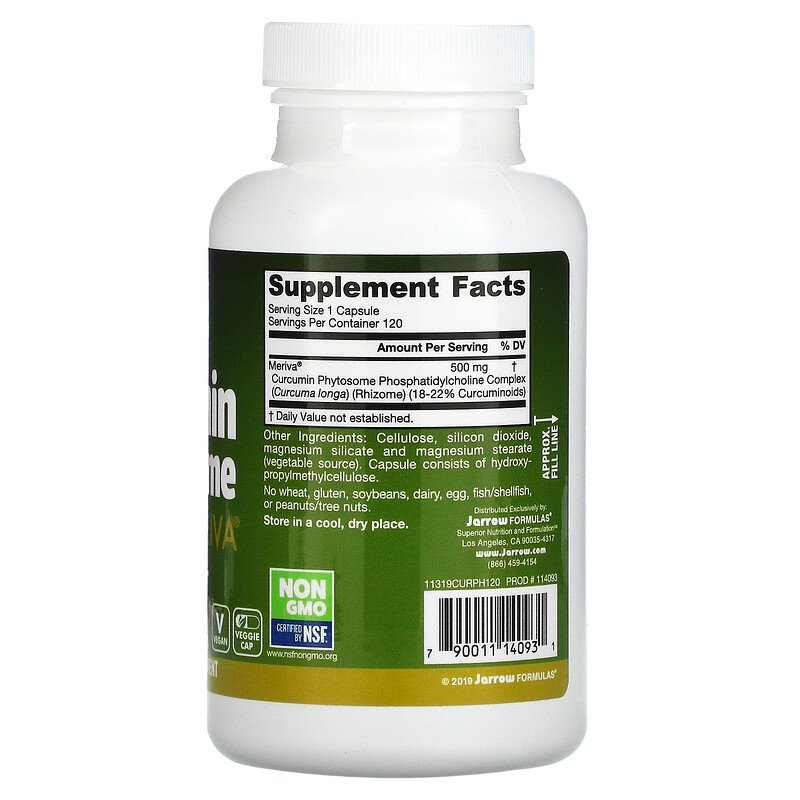 Supplement Facts
Serving Size 1 Capsule
Servings Per Container 120
Amount Per Serving % DV
Meriva® 500 mg †
Curcumin Phytosome Phosphatidylcholine Complex
(Curcuma longa) (Rhizome) (18-22% Curcuminoids)
† Daily Value not established.
Other Ingredients: Cellulose, silicon dioxide,
magnesium silicate and magnesium stearate
(vegetable source). Capsule consists of hydroxy-
propylmethylcellulose.
No wheat, gluten, soybeans, dairy, egg, fish/shellfish,
or peanuts/tree nuts.
Store in a cool, dry place.
APPROX.
FILL LINE
Distributed Exclusively by:
Jarrow FORMULAS®
Superior Nutrition and Formulation™
Los Angeles, CA 90035-4317
www.Jarrow.com
(866) 459-4154
11319CURPH120 PROD # 114093
NON
GMO
CERTIFIED
BY NSF
www.nsfnongmo.org
7 90011 14093 1
© 2019 Jarrow FORMULAS®
in
me
IVA®
V
VEGAN
VEGGIE
CAP
ENT